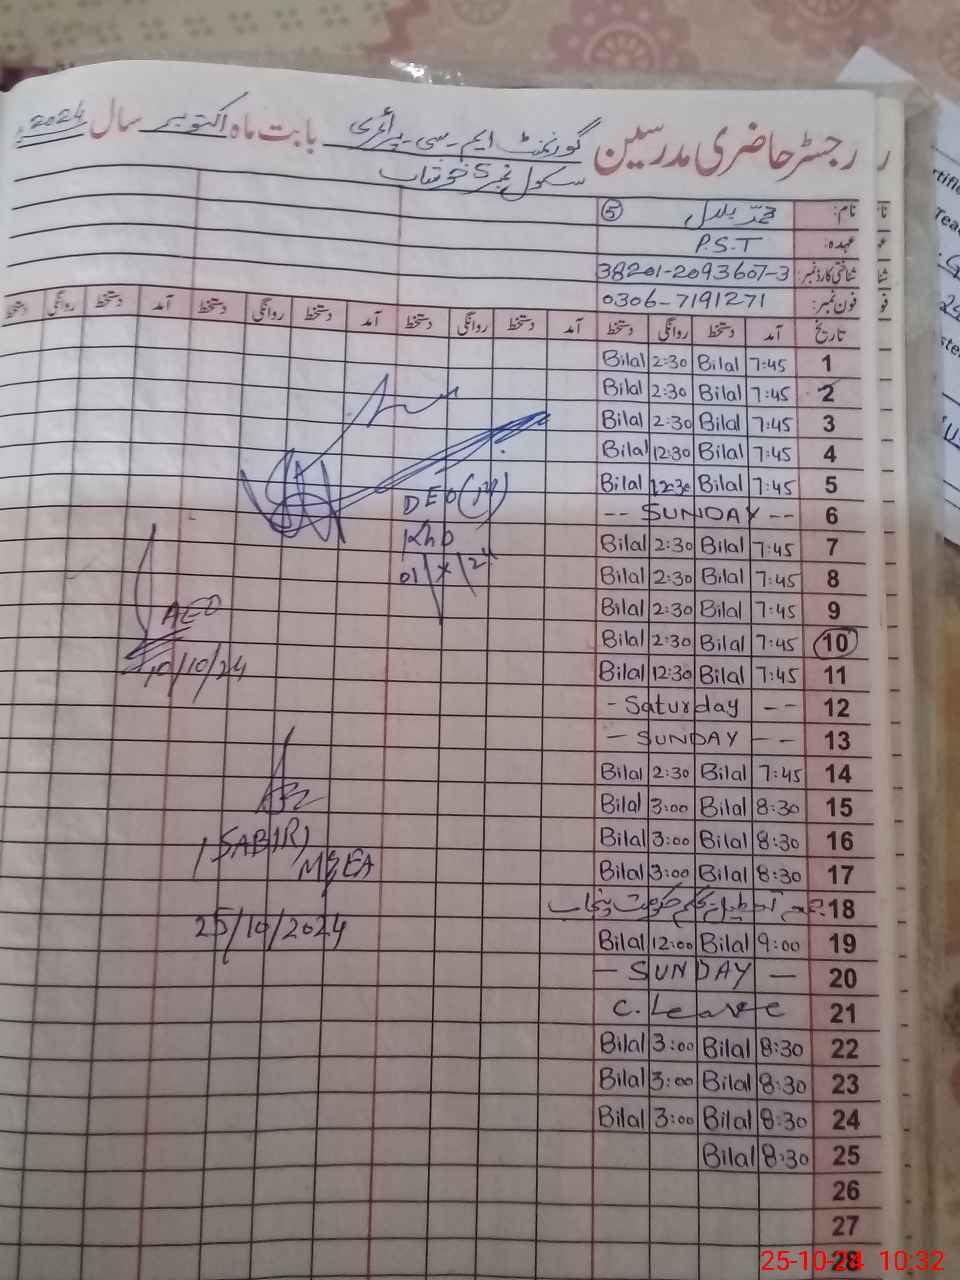 رجسٹر حاضری مدرسین گورنمنٹ ایم۔سی۔پرائمری بابت ماہ اکتوبر سال 2024ء
سکول نمبر 5 خوشاب
نام: محمد بلال ⑤
عہدہ: P.S.T
شناختی کارڈ نمبر: 38201-2093607-3
فون نمبر: 0306-7191271
تاریخ آمد دستخط روانگی دستخط آمد دستخط روانگی دستخط آمد دستخط روانگی دستخط آمد دستخط روانگی دستخط
1 7:45 Bilal 2:30 Bilal
2 7:45 Bilal 2:30 Bilal
3 7:45 Bilal 2:30 Bilal
4 7:45 Bilal 12:30 Bilal
5 7:45 Bilal 12:30 Bilal
6 -- SUNDAY --
7 7:45 Bilal 2:30 Bilal
8 7:45 Bilal 2:30 Bilal
9 7:45 Bilal 2:30 Bilal
10 7:45 Bilal 2:30 Bilal
11 7:45 Bilal 12:30 Bilal
12 - Saturday --
13 - SUNDAY --
14 7:45 Bilal 2:30 Bilal
15 8:30 Bilal 3:00 Bilal
16 8:30 Bilal 3:00 Bilal
17 8:30 Bilal 3:00 Bilal
18 تعطیل حکومت پنجاب
19 9:00 Bilal 12:00 Bilal
20 - SUNDAY -
21 C. Leave
22 8:30 Bilal 3:00 Bilal
23 8:30 Bilal 3:00 Bilal
24 8:30 Bilal 3:00 Bilal
25 8:30 Bilal
26
27
28
DEO
Khb
01/X/24
AEO
10/10/24
(SABIR)
MEEA
25/10/2024
25-10-24 10:32